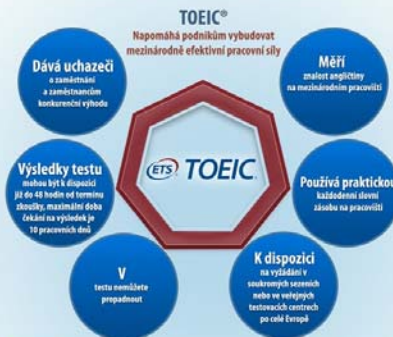 TOEIC®
Napomáhá podnikům vybudovat
mezinárodně efektivní pracovní síly
Dává uchazeči
o zaměstnání
a zaměstnancům
konkurenční výhodu
Měří
znalost angličtiny
na mezinárodním pracovišti
Výsledky testu
mohou být k dispozici
již do 48 hodin od termínu
zkoušky, maximální doba
čekání na výsledek je
10 pracovních dnů
ETS TOEIC.
Používá praktickou
každodenní slovní
zásobu na pracovišti
V
testu nemůžete
propadnout
K dispozici
na vyžádání v
soukromých sezeních
nebo ve veřejných
testovacích centrech
po celé Evropě